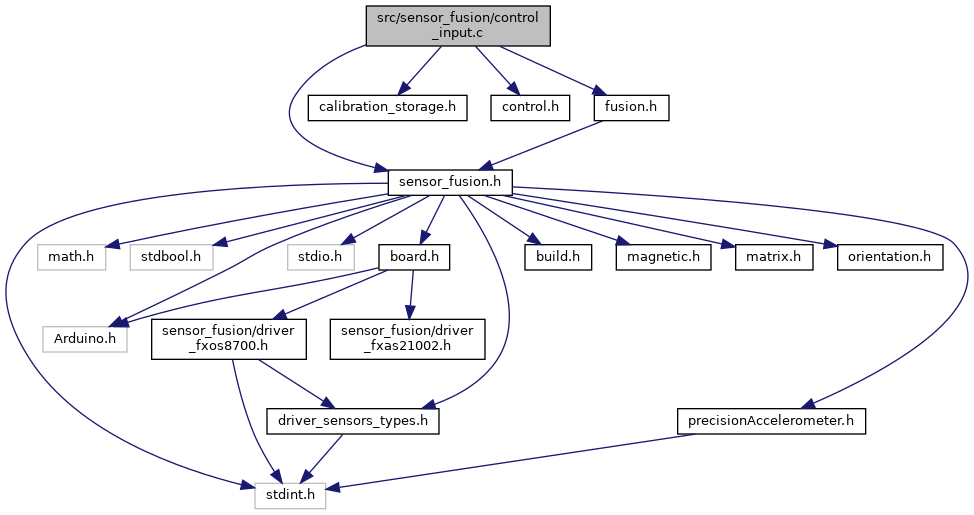 src/sensor_fusion/control
_input.c
calibration_storage.h
control.h
fusion.h
sensor_fusion.h
math.h
stdbool.h
stdio.h
board.h
build.h
magnetic.h
matrix.h
orientation.h
Arduino.h
sensor_fusion/driver
_fxos8700.h
sensor_fusion/driver
_fxas21002.h
driver_sensors_types.h
precisionAccelerometer.h
stdint.h